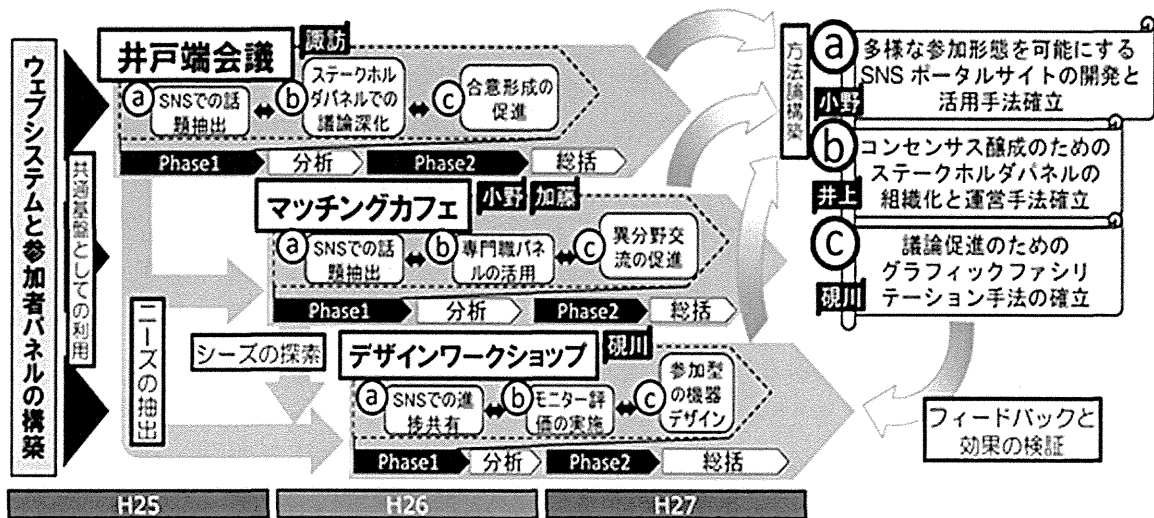 ウェブシステムと参加者パネルの構築
共通基盤としての利用
井戸端会議
諏訪
a
SNSでの話
題抽出
b
ステークホル
ダパネルでの
議論深化
c
合意形成の
促進
Phase1
分析
Phase2
総括
マッチングカフェ
小野
加藤
a
SNSでの話
題抽出
b
専門職パネ
ルの活用
c
異分野交
流の促進
Phase1
分析
Phase2
総括
ニーズの抽出
シーズの探索
デザインワークショップ
硯川
a
SNSでの進
捗共有
b
モニター評
価の実施
c
参加型
の機器
デザイン
Phase1
分析
Phase2
総括
方法論構築
a
小野
多様な参加形態を可能にする
SNSポータルサイトの開発と
活用手法確立
b
井上
コンセンサス醸成のための
ステークホルダパネルの
組織化と運営手法確立
c
硯川
議論促進のための
グラフィックファシリ
テーション手法の確立
フィードバックと
効果の検証
H25
H26
H27